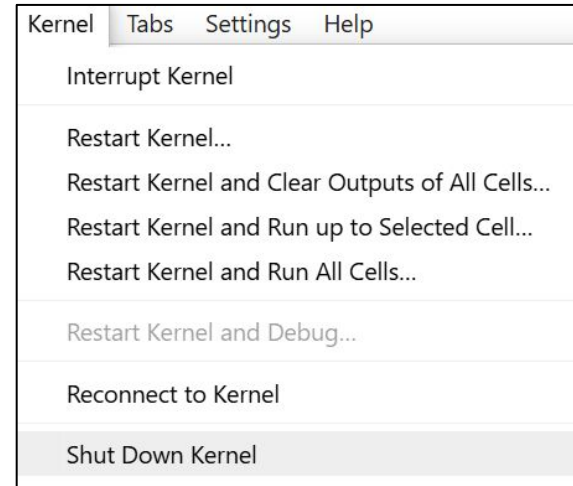 Kernel Tabs Settings Help
Interrupt Kernel
Restart Kernel...
Restart Kernel and Clear Outputs of All Cells...
Restart Kernel and Run up to Selected Cell...
Restart Kernel and Run All Cells...
Restart Kernel and Debug...
Reconnect to Kernel
Shut Down Kernel